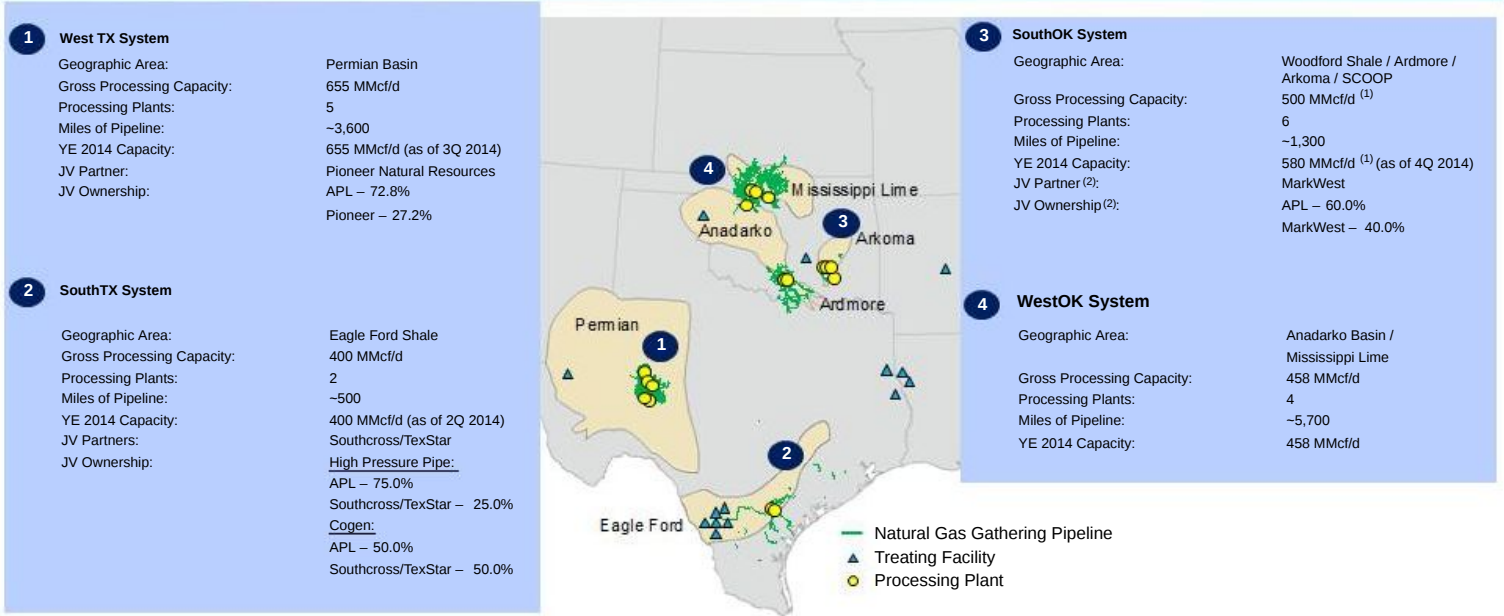 1
West TX System
Geographic Area: Permian Basin
Gross Processing Capacity: 655 MMcf/d
Processing Plants: 5
Miles of Pipeline: ~3,600
YE 2014 Capacity: 655 MMcf/d (as of 3Q 2014)
JV Partner: Pioneer Natural Resources
JV Ownership: APL – 72.8%
Pioneer – 27.2%
2
SouthTX System
Geographic Area: Eagle Ford Shale
Gross Processing Capacity: 400 MMcf/d
Processing Plants: 2
Miles of Pipeline: ~500
YE 2014 Capacity: 400 MMcf/d (as of 2Q 2014)
JV Partners: Southcross/TexStar
JV Ownership: High Pressure Pipe:
APL – 75.0%
Southcross/TexStar – 25.0%
Cogen:
APL – 50.0%
Southcross/TexStar – 50.0%
4
Mississippi Lime
3
Anadarko
Arkoma
Ardmore
Permian
1
2
Eagle Ford
Natural Gas Gathering Pipeline
Treating Facility
Processing Plant
3
SouthOK System
Geographic Area: Woodford Shale / Ardmore /
Arkoma / SCOOP
Gross Processing Capacity: 500 MMcf/d (1)
Processing Plants: 6
Miles of Pipeline: ~1,300
YE 2014 Capacity: 580 MMcf/d (1) (as of 4Q 2014)
JV Partner (2): MarkWest
JV Ownership (2): APL – 60.0%
MarkWest – 40.0%
4
WestOK System
Geographic Area: Anadarko Basin /
Mississippi Lime
Gross Processing Capacity: 458 MMcf/d
Processing Plants: 4
Miles of Pipeline: ~5,700
YE 2014 Capacity: 458 MMcf/d